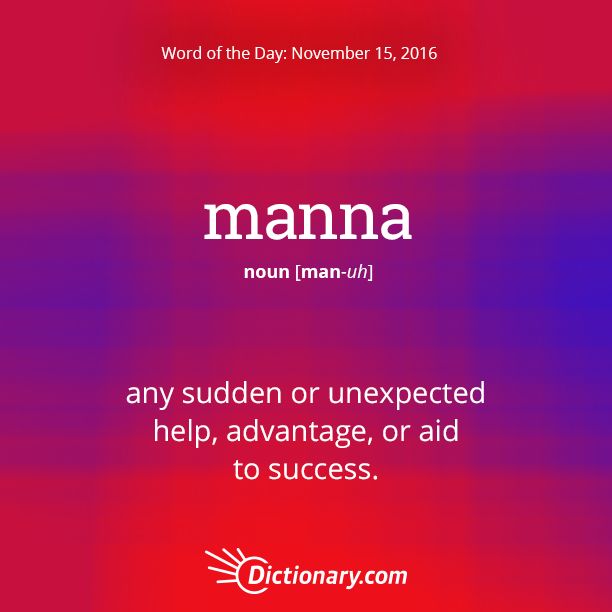 Word of the Day: November 15, 2016
manna
noun [man-uh]
any sudden or unexpected
help, advantage, or aid
to success.
Dictionary.com